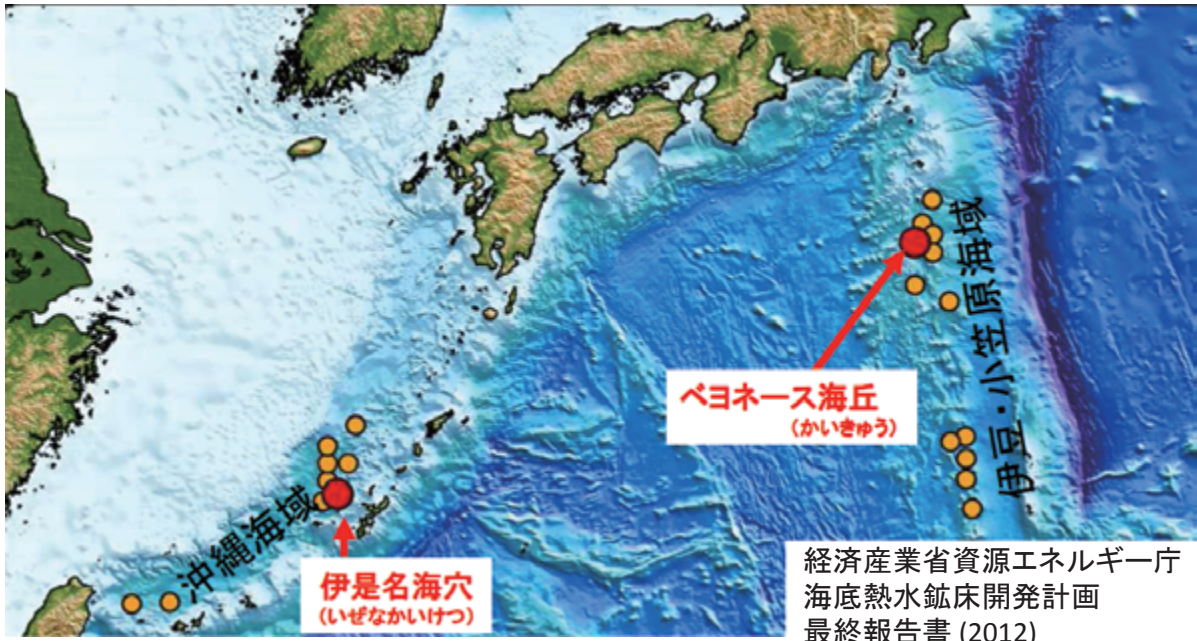 伊豆・小笠原海域
ベヨネース海丘
(かいきゅう)
沖縄海域
伊是名海穴
(いぜなかいけつ)
経済産業省資源エネルギー庁
海底熱水鉱床開発計画
最終報告書 (2012)